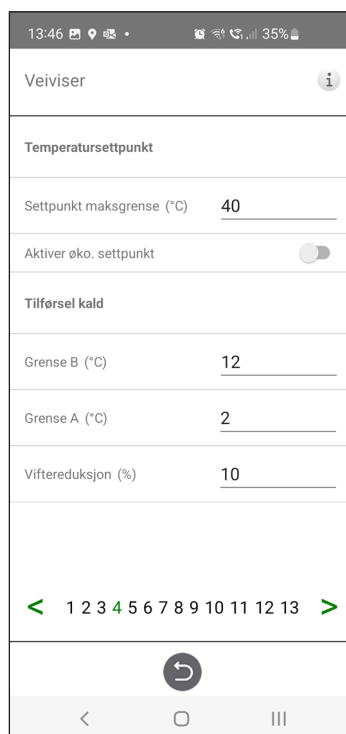 13:46 35%
Veiviser i
Temperatursettpunkt
Settpunkt maksgrense (°C) 40
Aktiver øko. settpunkt
Tilførsel kald
Grense B (°C) 12
Grense A (°C) 2
Viftereduksjon (%) 10
< 1 2 3 4 5 6 7 8 9 10 11 12 13 >